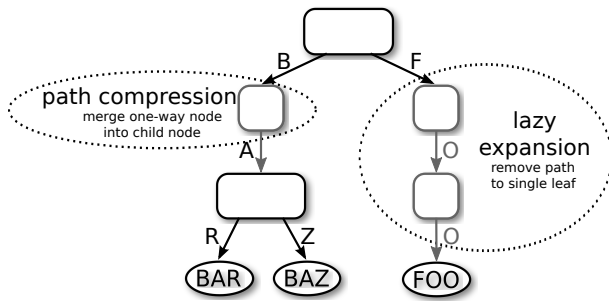 B
F
path compression
merge one-way node
into child node
lazy
expansion
remove path
to single leaf
A
O
R
Z
O
BAR
BAZ
FOO